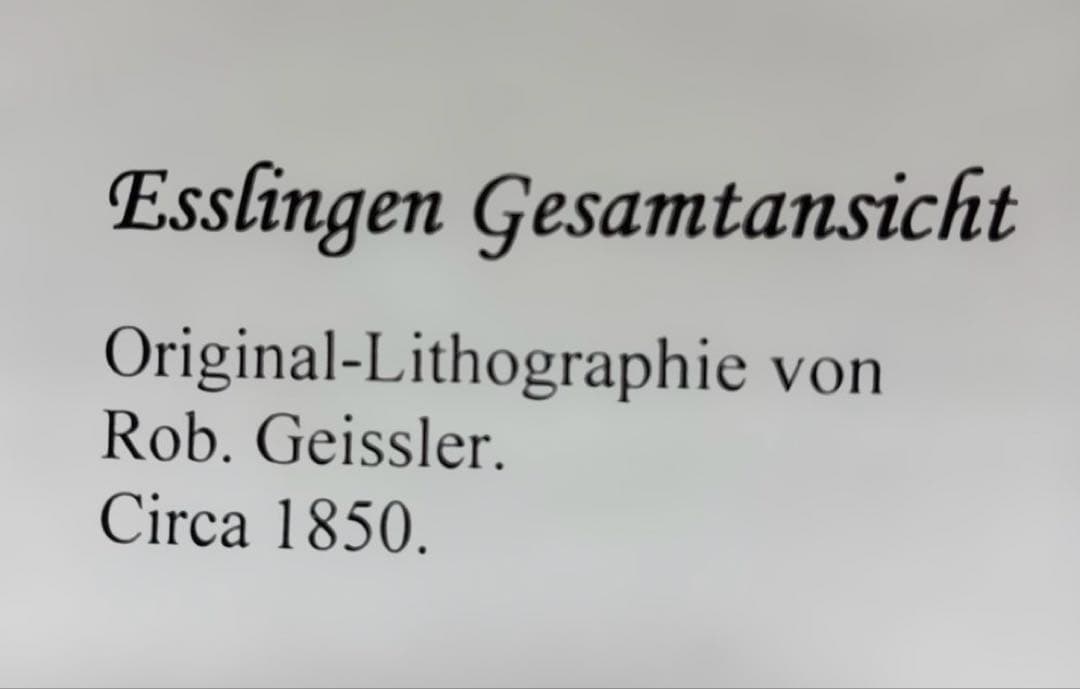 Esslingen Gesamtansicht
Original-Lithographie von
Rob. Geissler.
Circa 1850.